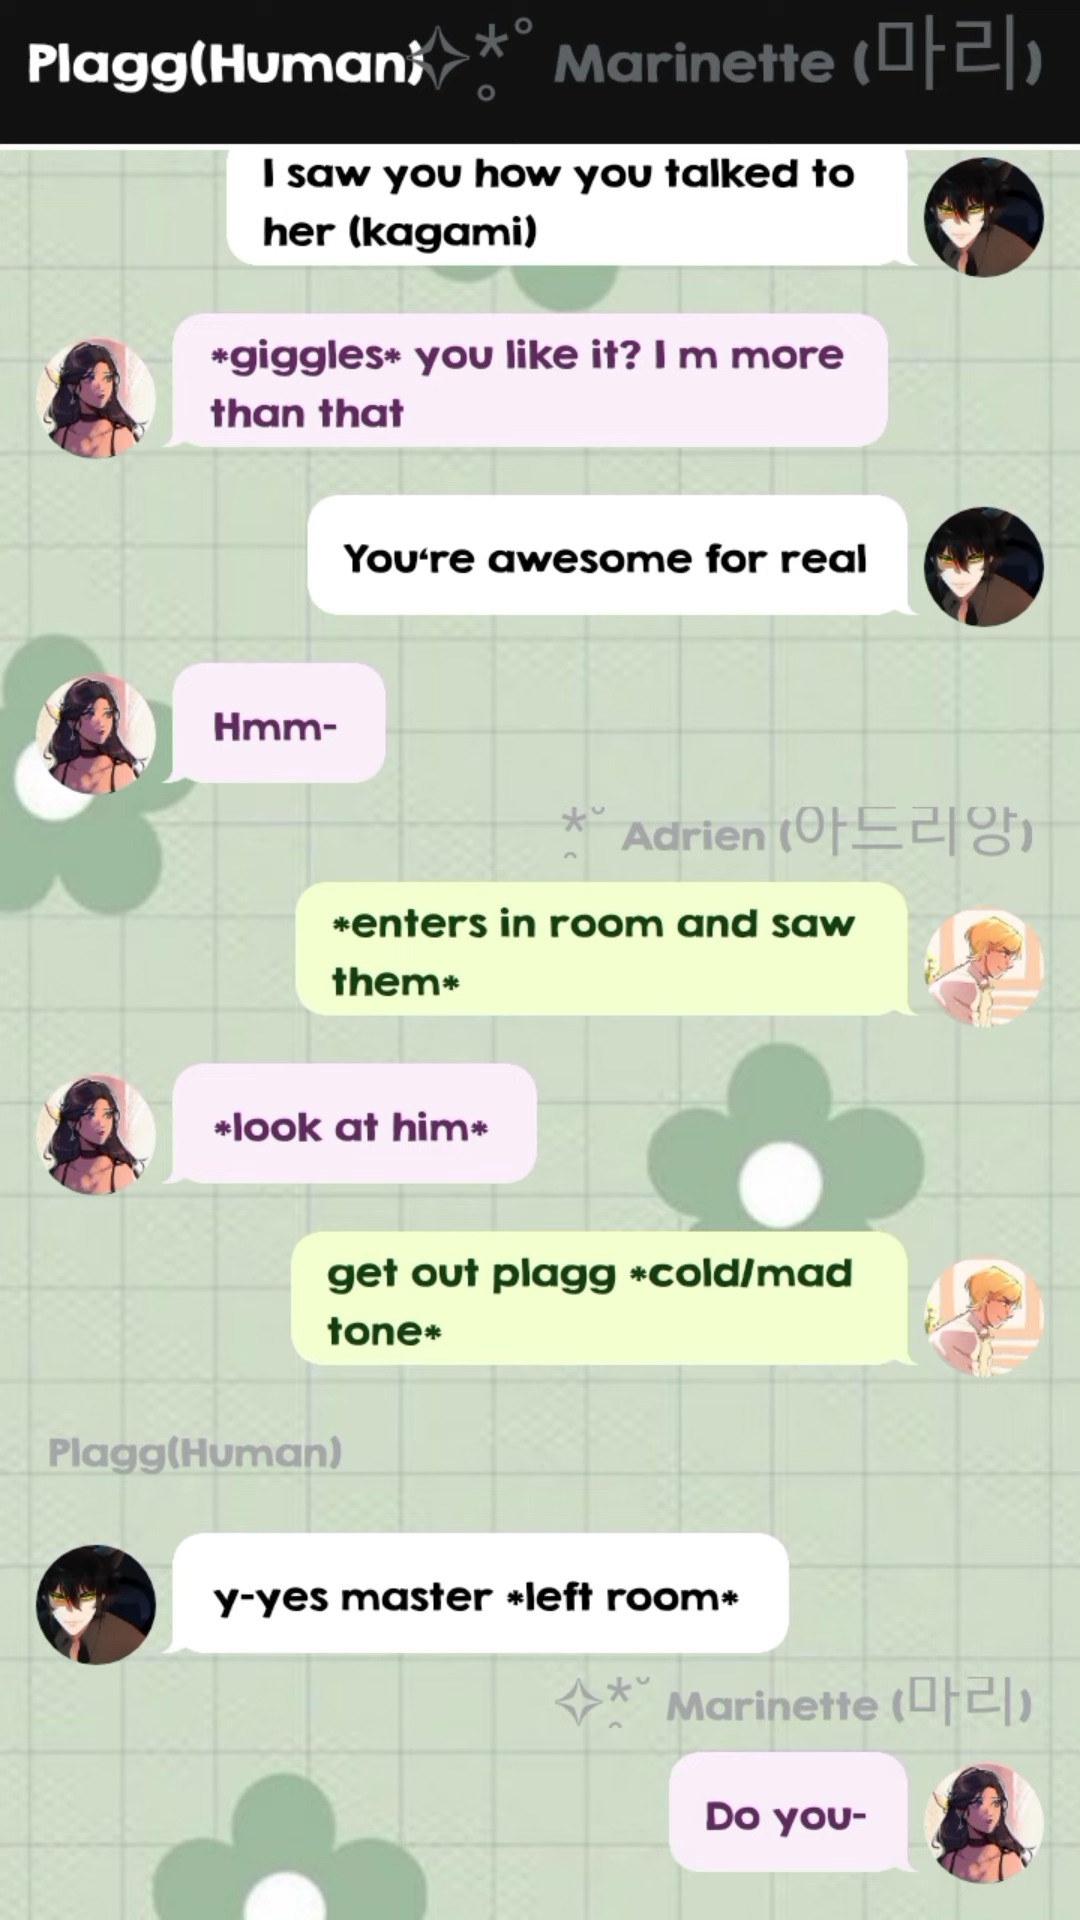 Plagg(Human) ✧*̥˚ Marinette (마리)
I saw you how you talked to
her (kagami)
*giggles* you like it? I m more
than that
You‘re awesome for real
Hmm-
*̥˘ Adrien (아드리앙)
*enters in room and saw
them*
*look at him*
get out plagg *cold/mad
tone*
Plagg(Human)
y-yes master *left room*
✧*̥˘ Marinette (마리)
Do you-